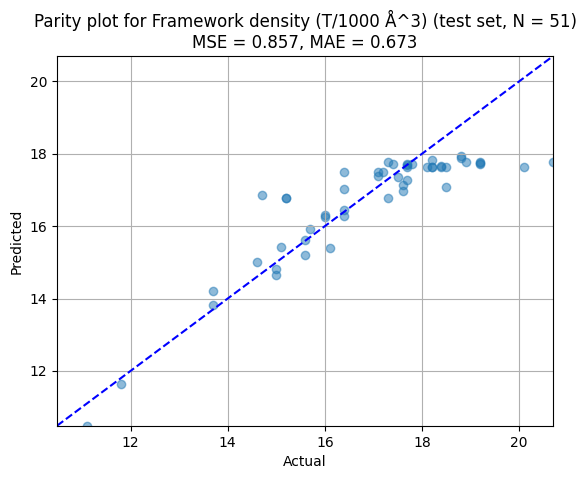 Parity plot for Framework density (T/1000 Å^3) (test set, N = 51)
MSE = 0.857, MAE = 0.673
20
18
16
14
12
Predicted
12 14 16 18 20
Actual